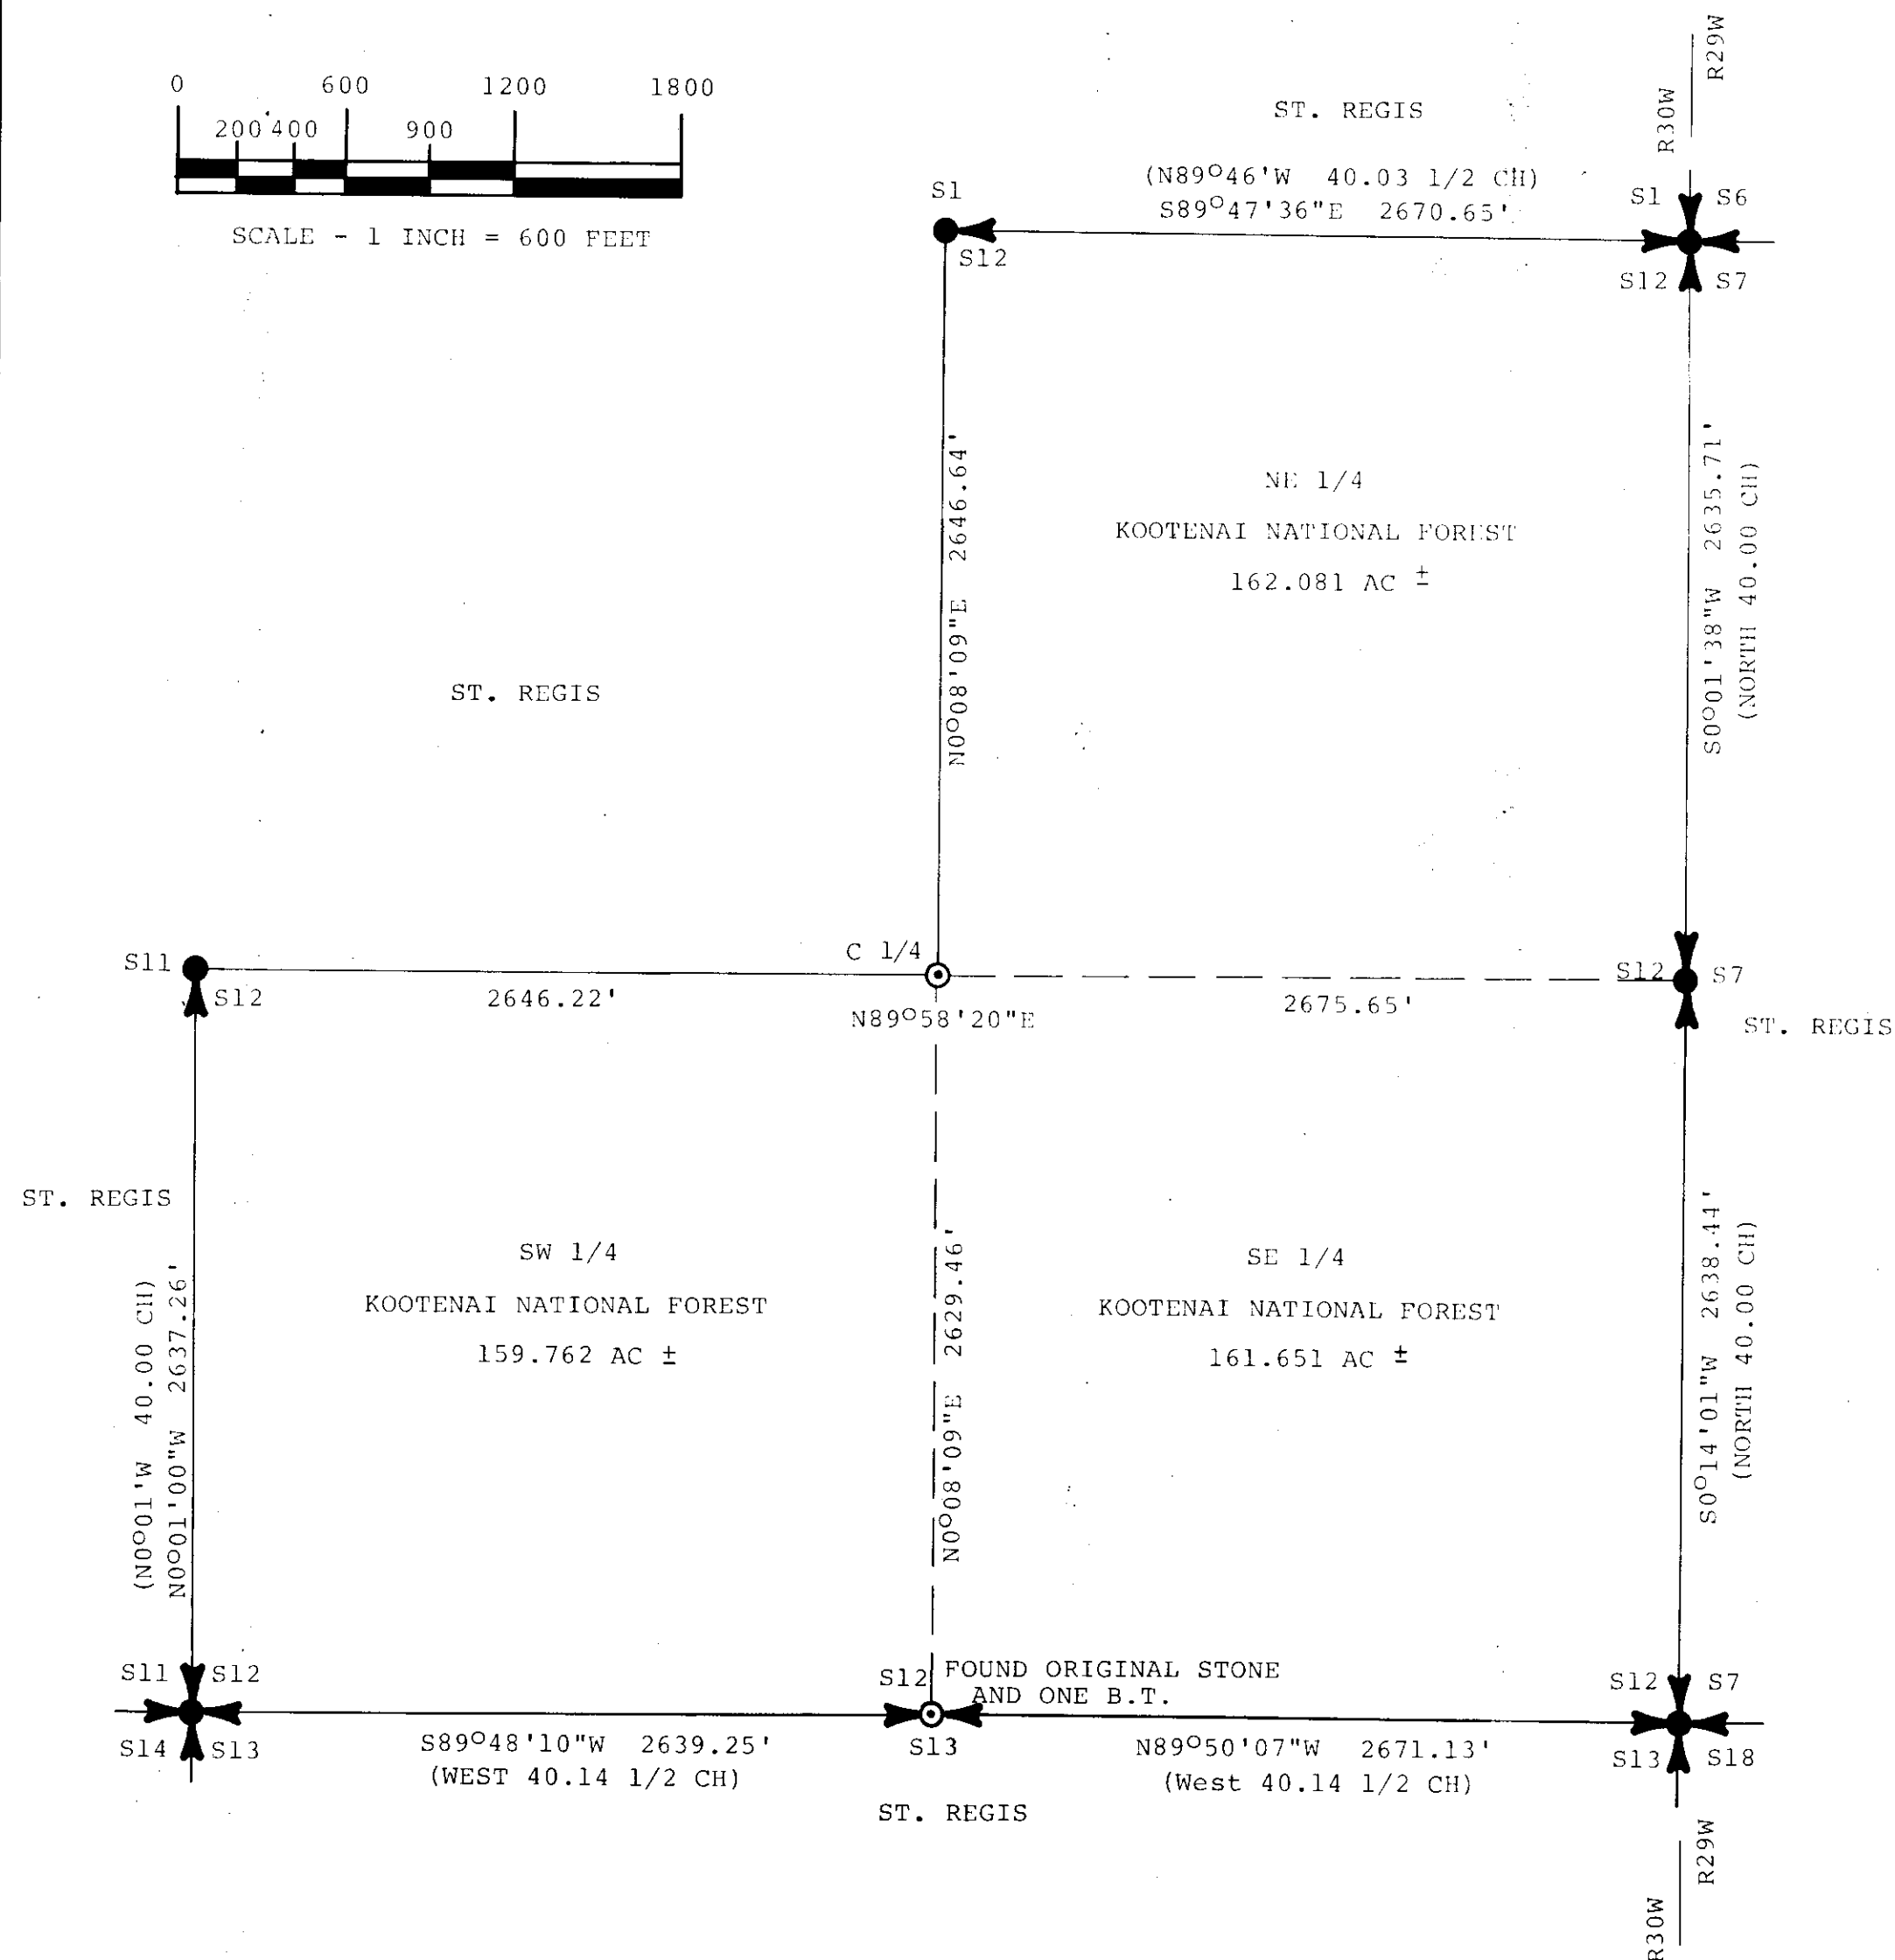 0 600 1200 1800
200 400 900
SCALE - 1 INCH = 600 FEET
R30W
R29W
ST. REGIS
(N89°46'W 40.03 1/2 CH)
S89°47'36"E 2670.65'
S1
S12
S1 S6
S12 S7
N0°08'09"E 2646.64'
NE 1/4
KOOTENAI NATIONAL FOREST
162.081 AC ±
S0°01'38"W 2635.71'
(NORTH 40.00 CH)
ST. REGIS
S11
S12
2646.22'
C 1/4
N89°58'20"E
2675.65'
S12 S7
ST. REGIS
ST. REGIS
(N0°01'W 40.00 CH)
N0°01'00"W 2637.26'
SW 1/4
KOOTENAI NATIONAL FOREST
159.762 AC ±
N0°08'09"E 2629.46'
SE 1/4
KOOTENAI NATIONAL FOREST
161.651 AC ±
S0°14'01"W 2638.44'
(NORTH 40.00 CH)
S11 S12
S14 S13
S12
FOUND ORIGINAL STONE
AND ONE B.T.
S13
S12 S7
S13 S18
S89°48'10"W 2639.25'
(WEST 40.14 1/2 CH)
N89°50'07"W 2671.13'
(West 40.14 1/2 CH)
ST. REGIS
R30W
R29W